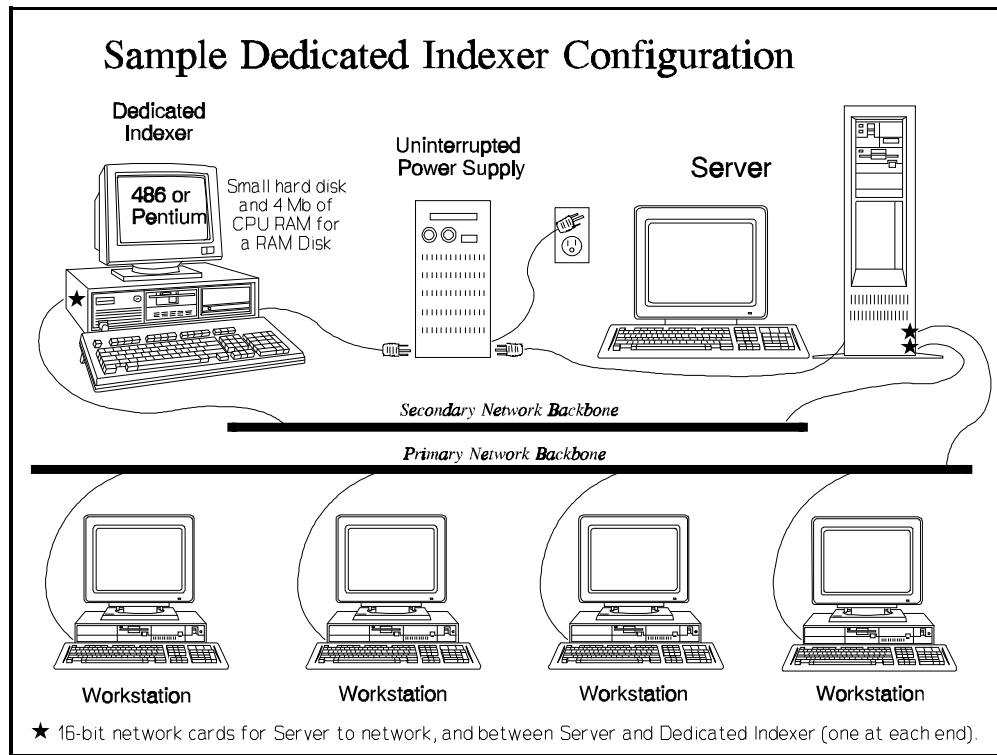 Sample Dedicated Indexer Configuration
Dedicated
Indexer
486 or
Pentium
Small hard disk
and 4 Mb of
CPU RAM for
a RAM Disk
Uninterrupted
Power Supply
Server
Secondary Network Backbone
Primary Network Backbone
Workstation
Workstation
Workstation
Workstation
★ 16-bit network cards for Server to network, and between Server and Dedicated Indexer (one at each end).